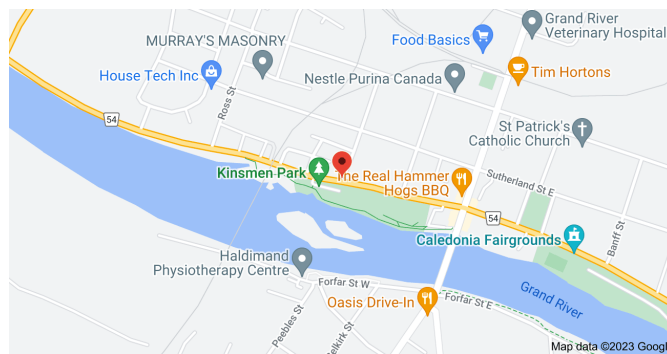 Grand River
Veterinary Hospital
MURRAY'S MASONRY
Food Basics
House Tech Inc
Nestle Purina Canada
Tim Hortons
Ross St
54
St Patrick's
Catholic Church
Kinsmen Park
The Real Hammer
Hogs BBQ
Sutherland St E
54
Caledonia Fairgrounds
Banff St
Haldimand
Physiotherapy Centre
Forfar St W
Oasis Drive-In
Forfar St E
Grand River
Peebles St
elkirk St
Map data ©2023 Googl